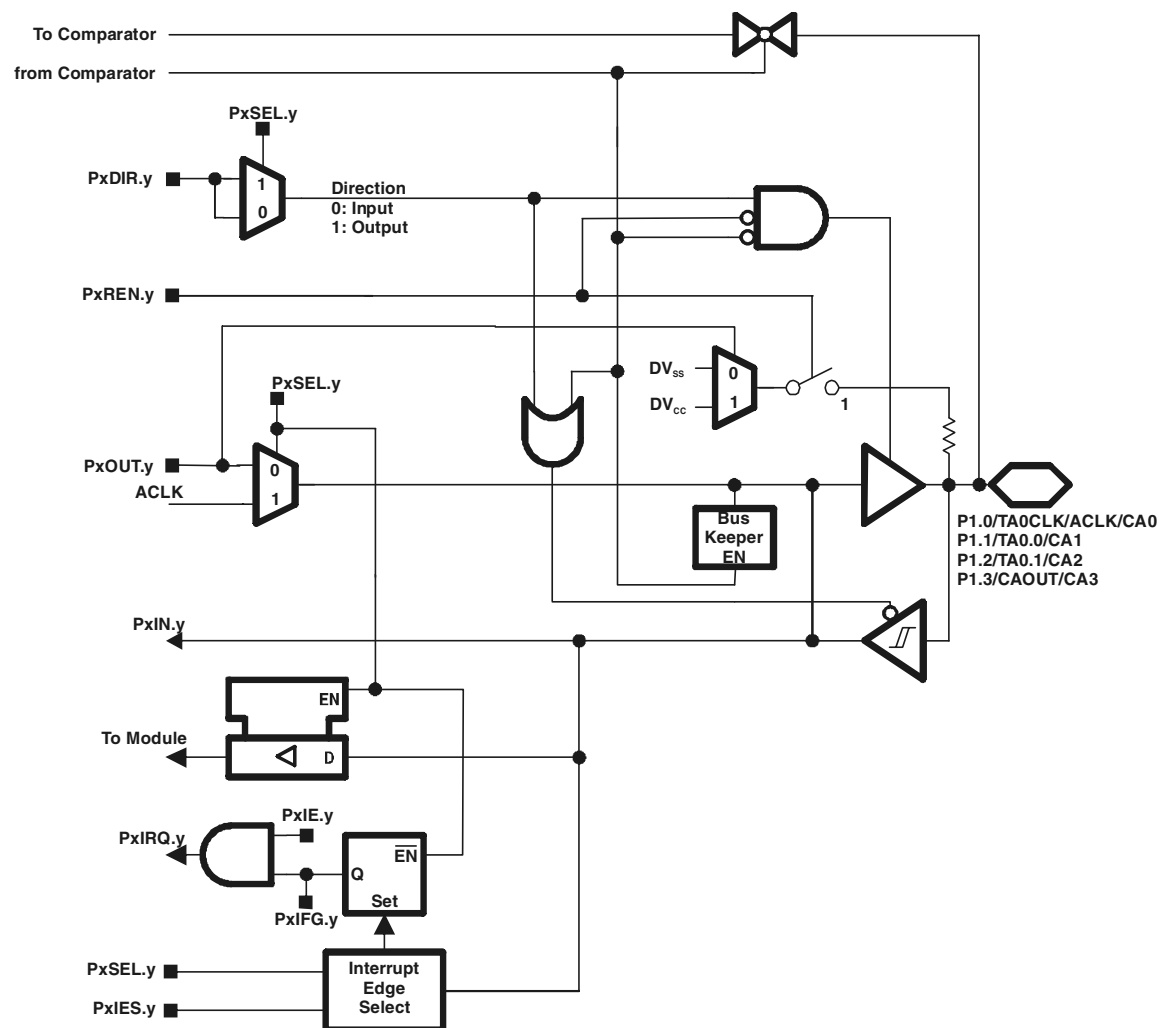 To Comparator
from Comparator
PxSEL.y
PxDIR.y
1
0
Direction
0: Input
1: Output
PxREN.y
DVSS
0
DVCC
1
1
PxSEL.y
PxOUT.y
0
ACLK
1
Bus
Keeper
EN
P1.0/TA0CLK/ACLK/CA0
P1.1/TA0.0/CA1
P1.2/TA0.1/CA2
P1.3/CAOUT/CA3
PxIN.y
EN
To Module
D
PxIE.y
PxIRQ.y
EN
Q
Set
PxIFG.y
PxSEL.y
PxIES.y
Interrupt
Edge
Select